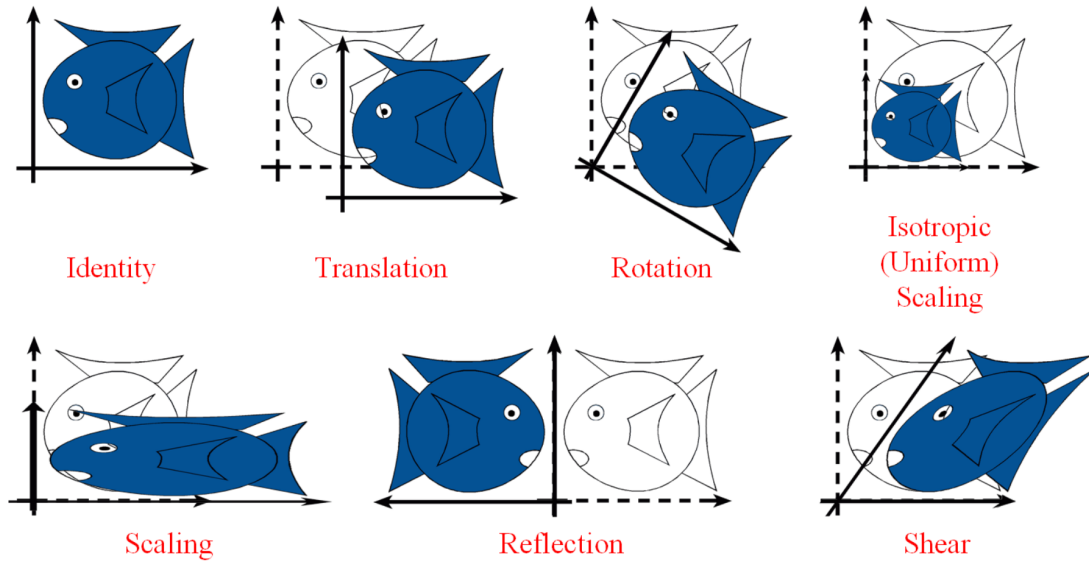 Identity
Translation
Rotation
Isotropic
(Uniform)
Scaling
Scaling
Reflection
Shear